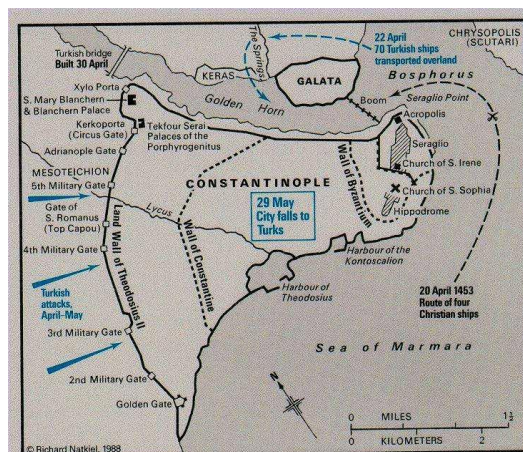 22 April
70 Turkish ships
transported overland
CHRYSOPOLIS
(SCUTARI)
Turkish bridge
Built 30 April
The Springs
KERAS
GALATA
Bosphorus
Xylo Porta
S. Mary Blanchern
& Blanchern Palace
Golden Horn
Boom
Seraglio Point
Acropolis
Kerkoporta
(Circus Gate)
Tekfour Serai
Palaces of the
Porphyrogenitus
Seraglio
Adrianople Gate
Church of S. Irene
MESOTEICHION
5th Military Gate
CONSTANTINOPLE
Wall of Byzantium
Church of S. Sophia
Gate of
S. Romanus
(Top Capou)
Lycus
29 May
City falls to
Turks
Hippodrome
Land Wall of Theodosius II
Wall of Constantine
4th Military Gate
Harbour of the
Kontoscalion
Harbour of
Theodosius
Turkish
attacks,
April-May
20 April 1453
Route of four
Christian ships
3rd Military Gate
Sea of Marmara
2nd Military Gate
Golden Gate
N
0 MILES 1½
0 KILOMETERS 2
© Richard Natkiel, 1988